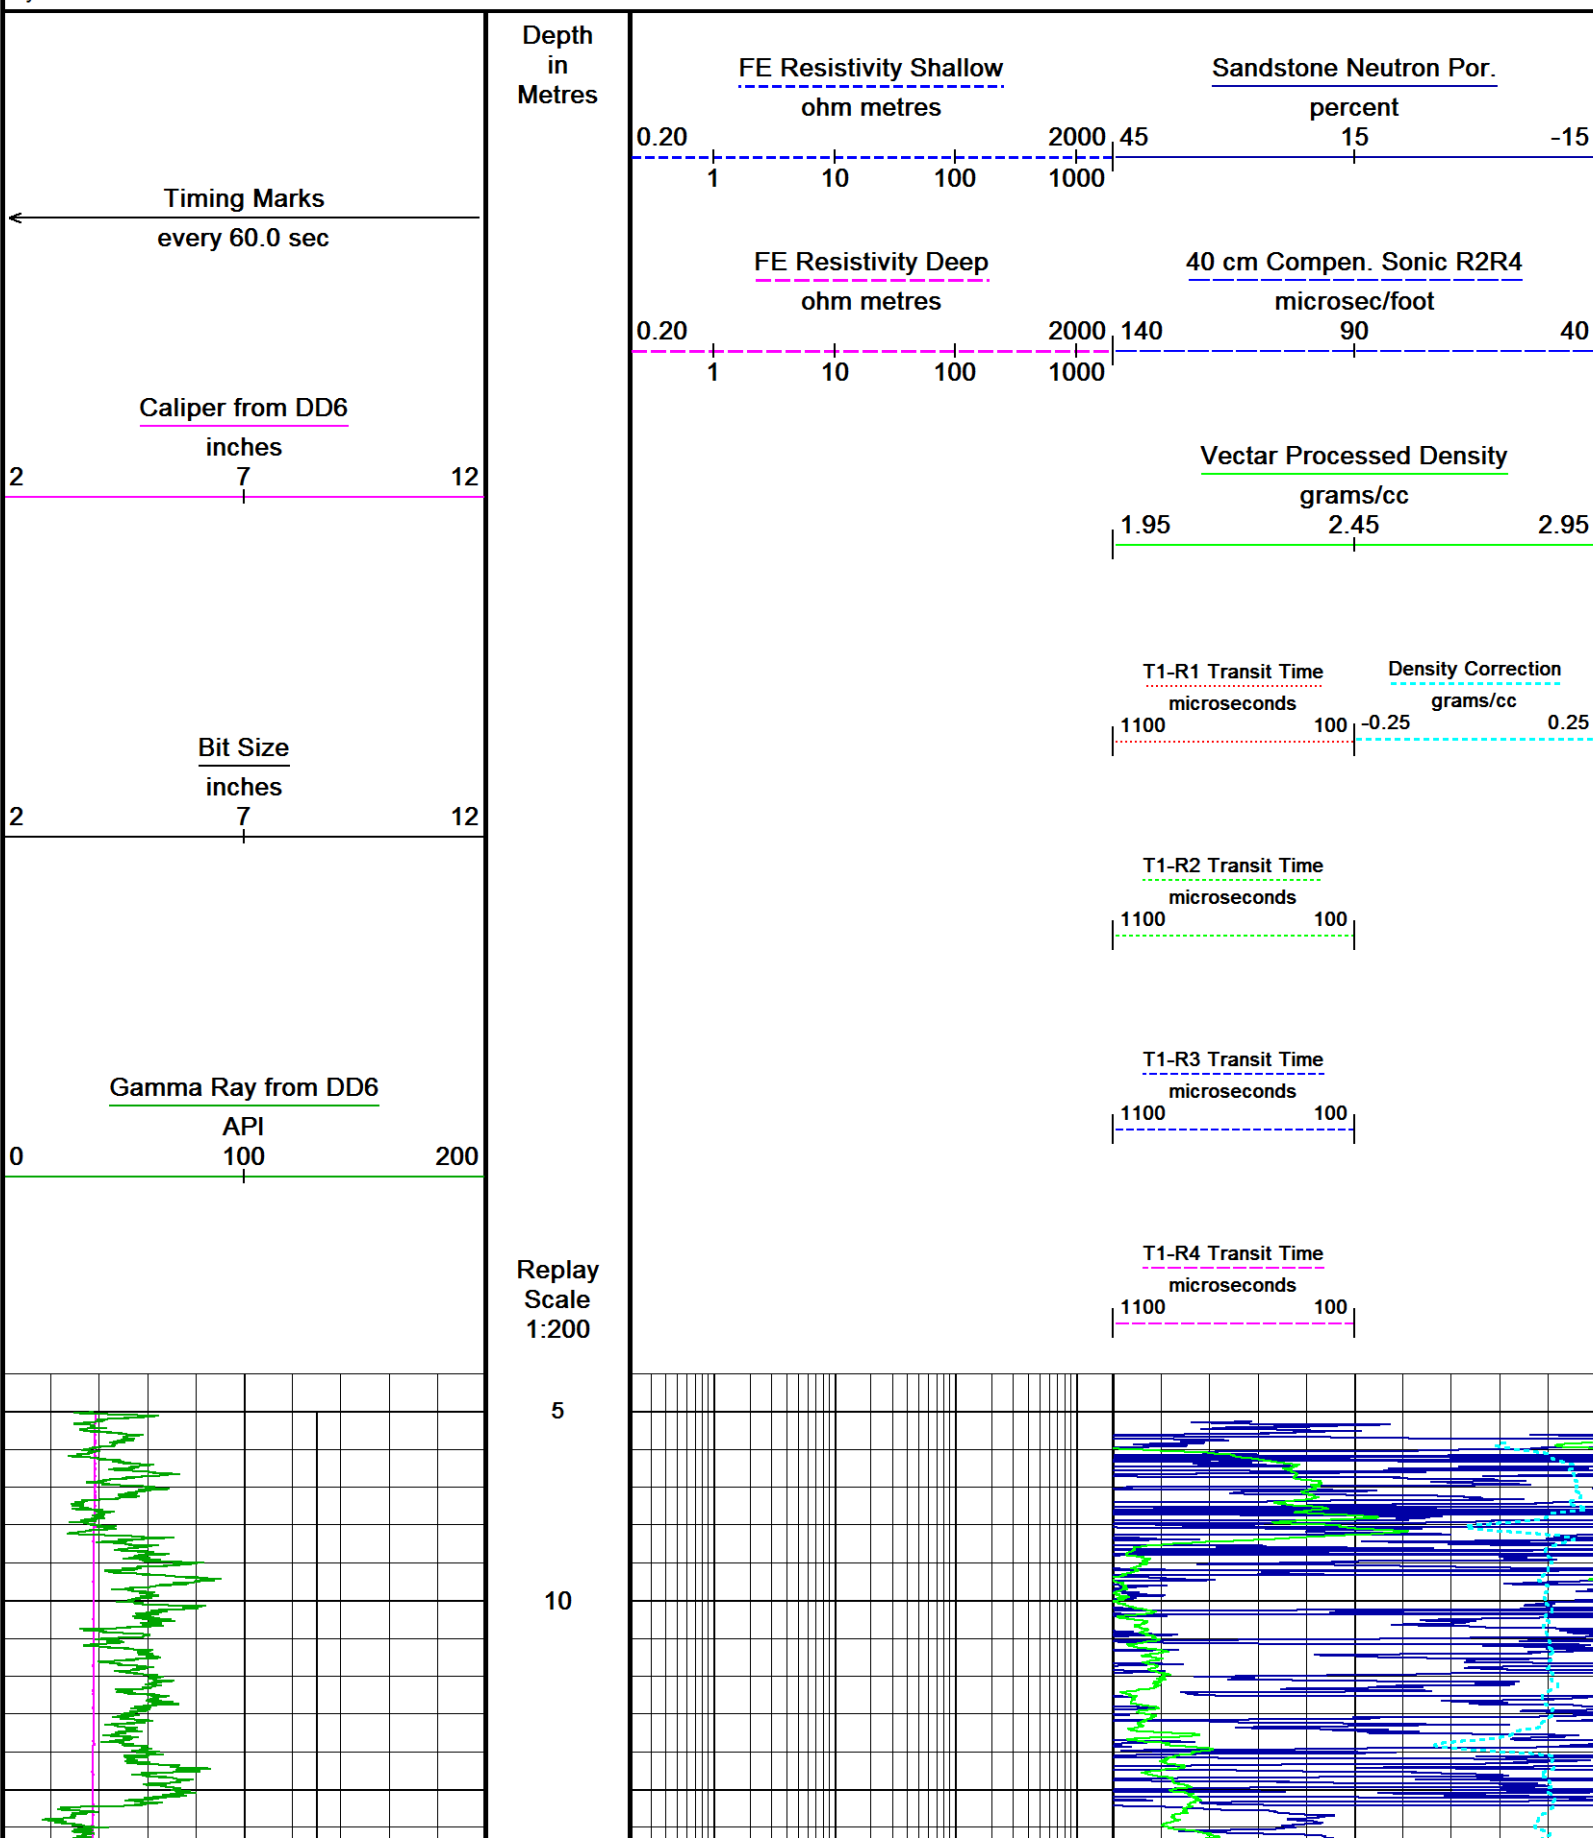 Timing Marks
every 60.0 sec
Caliper from DD6
inches
2 7 12
Bit Size
inches
2 7 12
Gamma Ray from DD6
API
0 100 200
Depth
in
Metres
Replay
Scale
1:200
5
10
FE Resistivity Shallow
ohm metres
0.20 2000
1 10 100 1000
FE Resistivity Deep
ohm metres
0.20 2000
1 10 100 1000
Sandstone Neutron Por.
percent
45 15 -15
40 cm Compen. Sonic R2R4
microsec/foot
140 90 40
Vectar Processed Density
grams/cc
1.95 2.45 2.95
T1-R1 Transit Time
microseconds
1100 100
Density Correction
grams/cc
-0.25 0.25
T1-R2 Transit Time
microseconds
1100 100
T1-R3 Transit Time
microseconds
1100 100
T1-R4 Transit Time
microseconds
1100 100